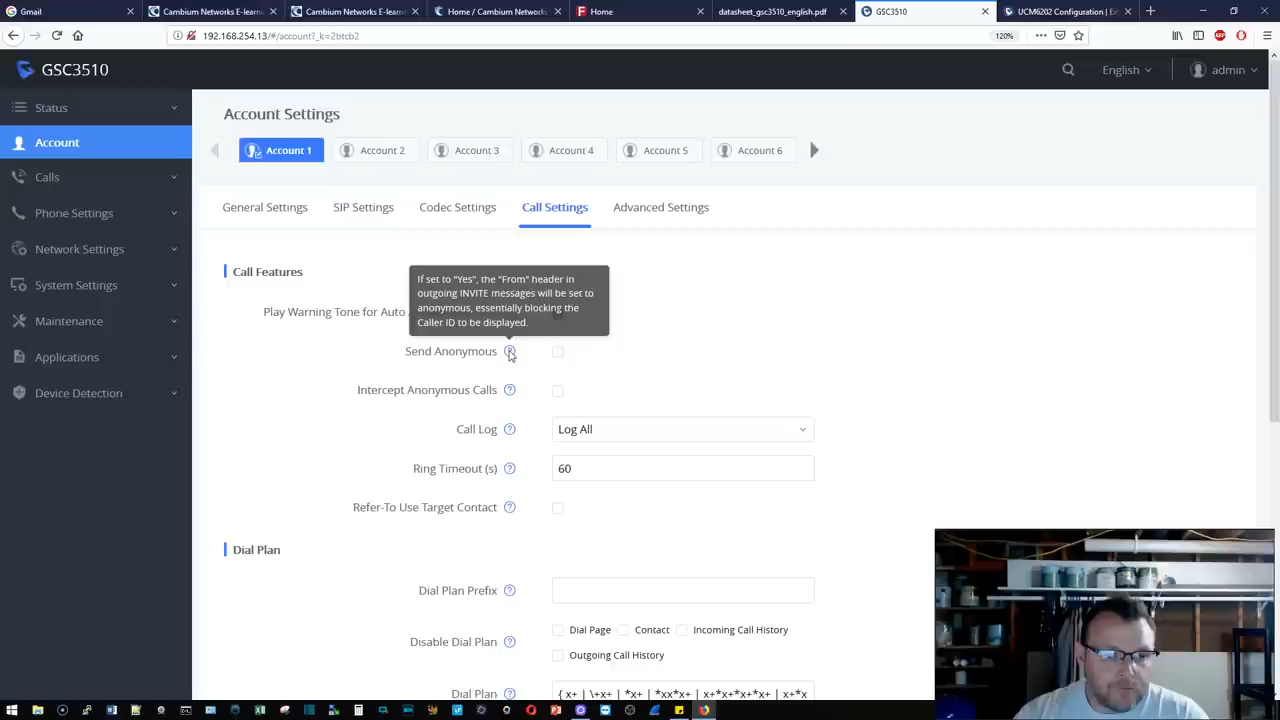 Gmail
Cambium Networks E-learni
Cambium Networks E-learni
Home / Cambium Networks
Home
datasheet_gsc3510_english.pdf
GSC3510
UCM6202 Configuration | Ev
192.168.254.13/#/account?_k=2btcb2
120%
ABP
GSC3510
English
admin
Status
Account
Calls
Phone Settings
Network Settings
System Settings
Maintenance
Applications
Device Detection
Account Settings
Account 1
Account 2
Account 3
Account 4
Account 5
Account 6
General Settings
SIP Settings
Codec Settings
Call Settings
Advanced Settings
Call Features
If set to "Yes", the "From" header in
outgoing INVITE messages will be set to
anonymous, essentially blocking the
Caller ID to be displayed.
Play Warning Tone for Auto
Send Anonymous
Intercept Anonymous Calls
Call Log
Log All
Ring Timeout (s)
60
Refer-To Use Target Contact
Dial Plan
Dial Plan Prefix
Disable Dial Plan
Dial Page
Contact
Incoming Call History
Outgoing Call History
Dial Plan
{ x+ | \+x+ | *x+ | *xx*x+ | x+*x+*x+*x+ | x+*x